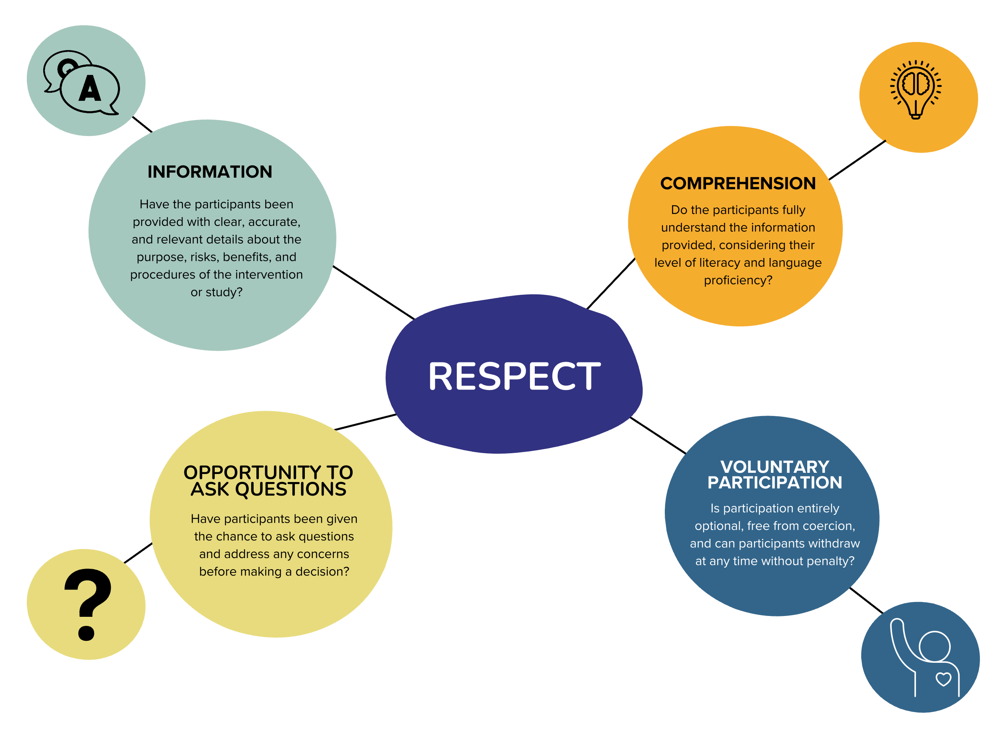 Q
A
INFORMATION
Have the participants been
provided with clear, accurate,
and relevant details about the
purpose, risks, benefits, and
procedures of the intervention
or study?
COMPREHENSION
Do the participants fully
understand the information
provided, considering their
level of literacy and language
proficiency?
RESPECT
OPPORTUNITY TO
ASK QUESTIONS
Have participants been given
the chance to ask questions
and address any concerns
before making a decision?
?
VOLUNTARY
PARTICIPATION
Is participation entirely
optional, free from coercion,
and can participants withdraw
at any time without penalty?